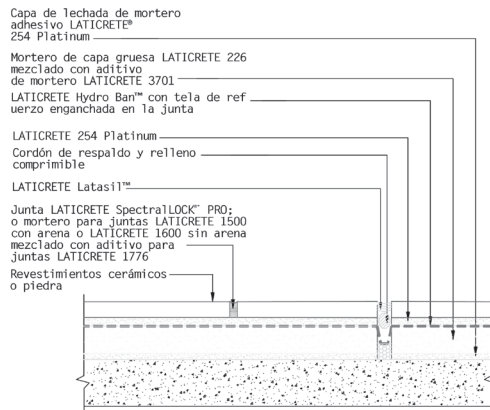 Capa de lechada de mortero
adhesivo LATICRETE®
254 Platinum
Mortero de capa gruesa LATICRETE 226
mezclado con aditivo
de mortero LATICRETE 3701
LATICRETE Hydro Ban™ con tela de ref
uerzo enganchada en la junta
LATICRETE 254 Platinum
Cordón de respaldo y relleno
comprimible
LATICRETE Latasil™
Junta LATICRETE SpectralLOCK® PRO;
o mortero para juntas LATICRETE 1500
con arena o LATICRETE 1600 sin arena
mezclado con aditivo para
juntas LATICRETE 1776
Revestimientos cerámicos
o piedra